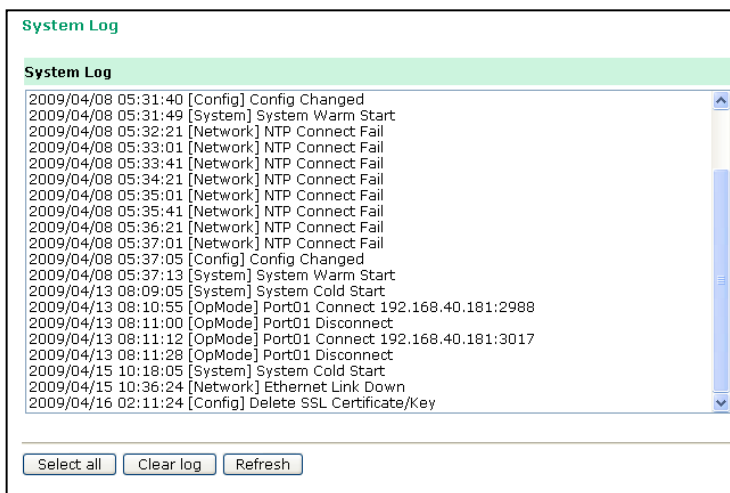 System Log
System Log
2009/04/08 05:31:40 [Config] Config Changed
2009/04/08 05:31:49 [System] System Warm Start
2009/04/08 05:32:21 [Network] NTP Connect Fail
2009/04/08 05:33:01 [Network] NTP Connect Fail
2009/04/08 05:33:41 [Network] NTP Connect Fail
2009/04/08 05:34:21 [Network] NTP Connect Fail
2009/04/08 05:35:01 [Network] NTP Connect Fail
2009/04/08 05:35:41 [Network] NTP Connect Fail
2009/04/08 05:36:21 [Network] NTP Connect Fail
2009/04/08 05:37:01 [Network] NTP Connect Fail
2009/04/08 05:37:05 [Config] Config Changed
2009/04/08 05:37:13 [System] System Warm Start
2009/04/13 08:09:05 [System] System Cold Start
2009/04/13 08:10:55 [OpMode] Port01 Connect 192.168.40.181:2988
2009/04/13 08:11:00 [OpMode] Port01 Disconnect
2009/04/13 08:11:12 [OpMode] Port01 Connect 192.168.40.181:3017
2009/04/13 08:11:28 [OpMode] Port01 Disconnect
2009/04/15 10:18:05 [System] System Cold Start
2009/04/15 10:36:24 [Network] Ethernet Link Down
2009/04/16 02:11:24 [Config] Delete SSL Certificate/Key
Select all Clear log Refresh